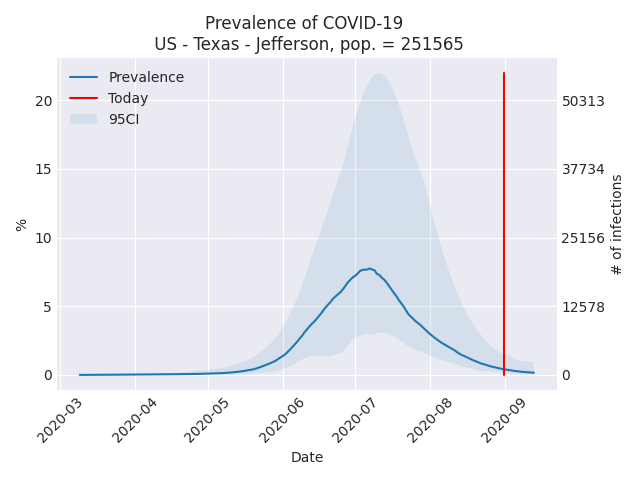 Prevalence of COVID-19
US - Texas - Jefferson, pop. = 251565
Prevalence
Today
95CI
20
15
10
5
0
%
50313
37734
25156
12578
0
# of infections
2020-03
2020-04
2020-05
2020-06
2020-07
2020-08
2020-09
Date